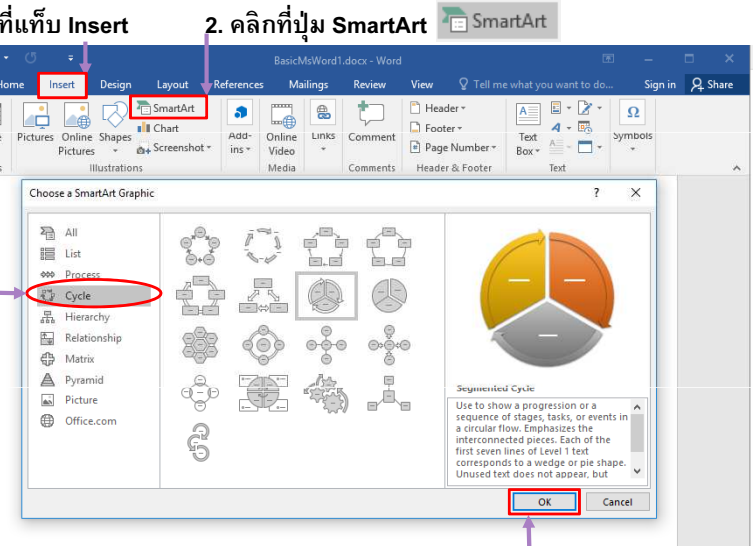 ที่แท็บ Insert
2. คลิกที่ปุ่ม SmartArt
SmartArt
BasicMsWord1.docx - Word
Home Insert Design Layout References Mailings Review View Tell me what you want to do... Sign in Share
Pictures
Online Pictures
Shapes
SmartArt
Chart
Screenshot
Add-ins
Online Video
Links
Comment
Header
Footer
Page Number
Text Box
Symbols
Illustrations Media Comments Header & Footer Text
Choose a SmartArt Graphic ? X
All
List
Process
Cycle
Hierarchy
Relationship
Matrix
Pyramid
Picture
Office.com
Segmented Cycle
Use to show a progression or a
sequence of stages, tasks, or events in
a circular flow. Emphasizes the
interconnected pieces. Each of the
first seven lines of Level 1 text
corresponds to a wedge or pie shape.
Unused text does not appear, but
OK Cancel